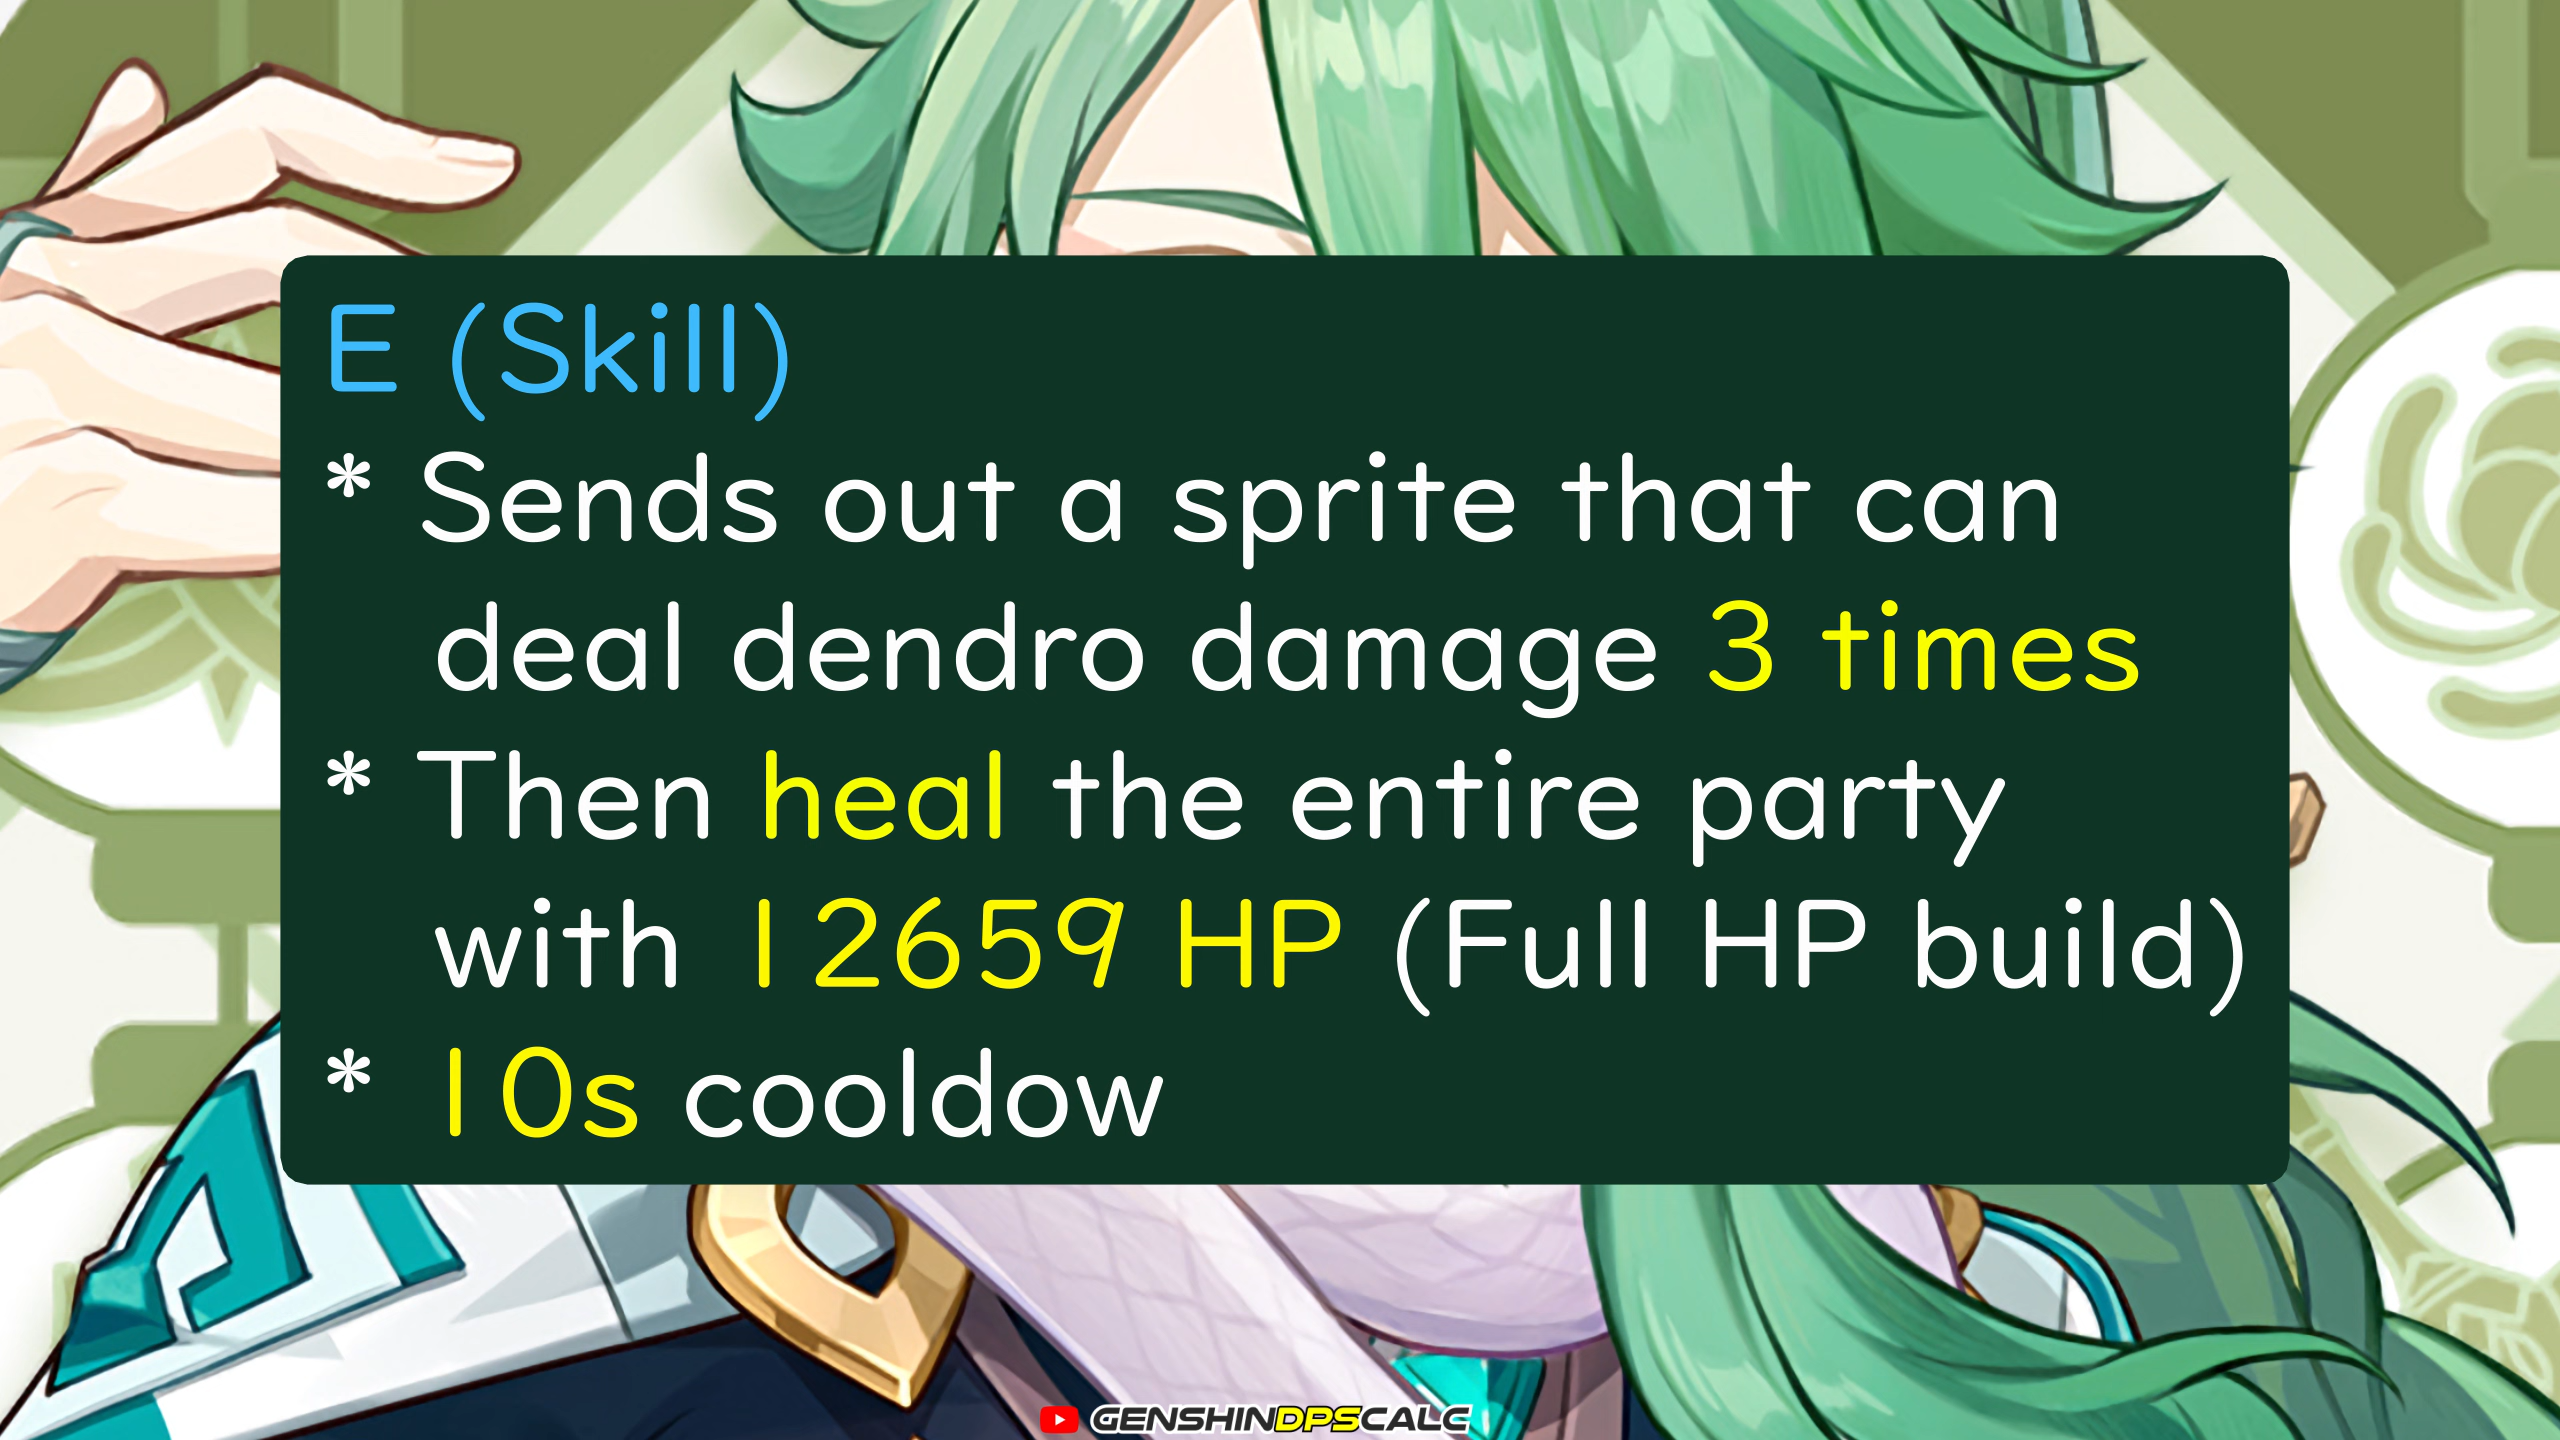 E (Skill)
* Sends out a sprite that can
deal dendro damage 3 times
* Then heal the entire party
with 12659 HP (Full HP build)
* 10s cooldow
GENSHINDPSCALC